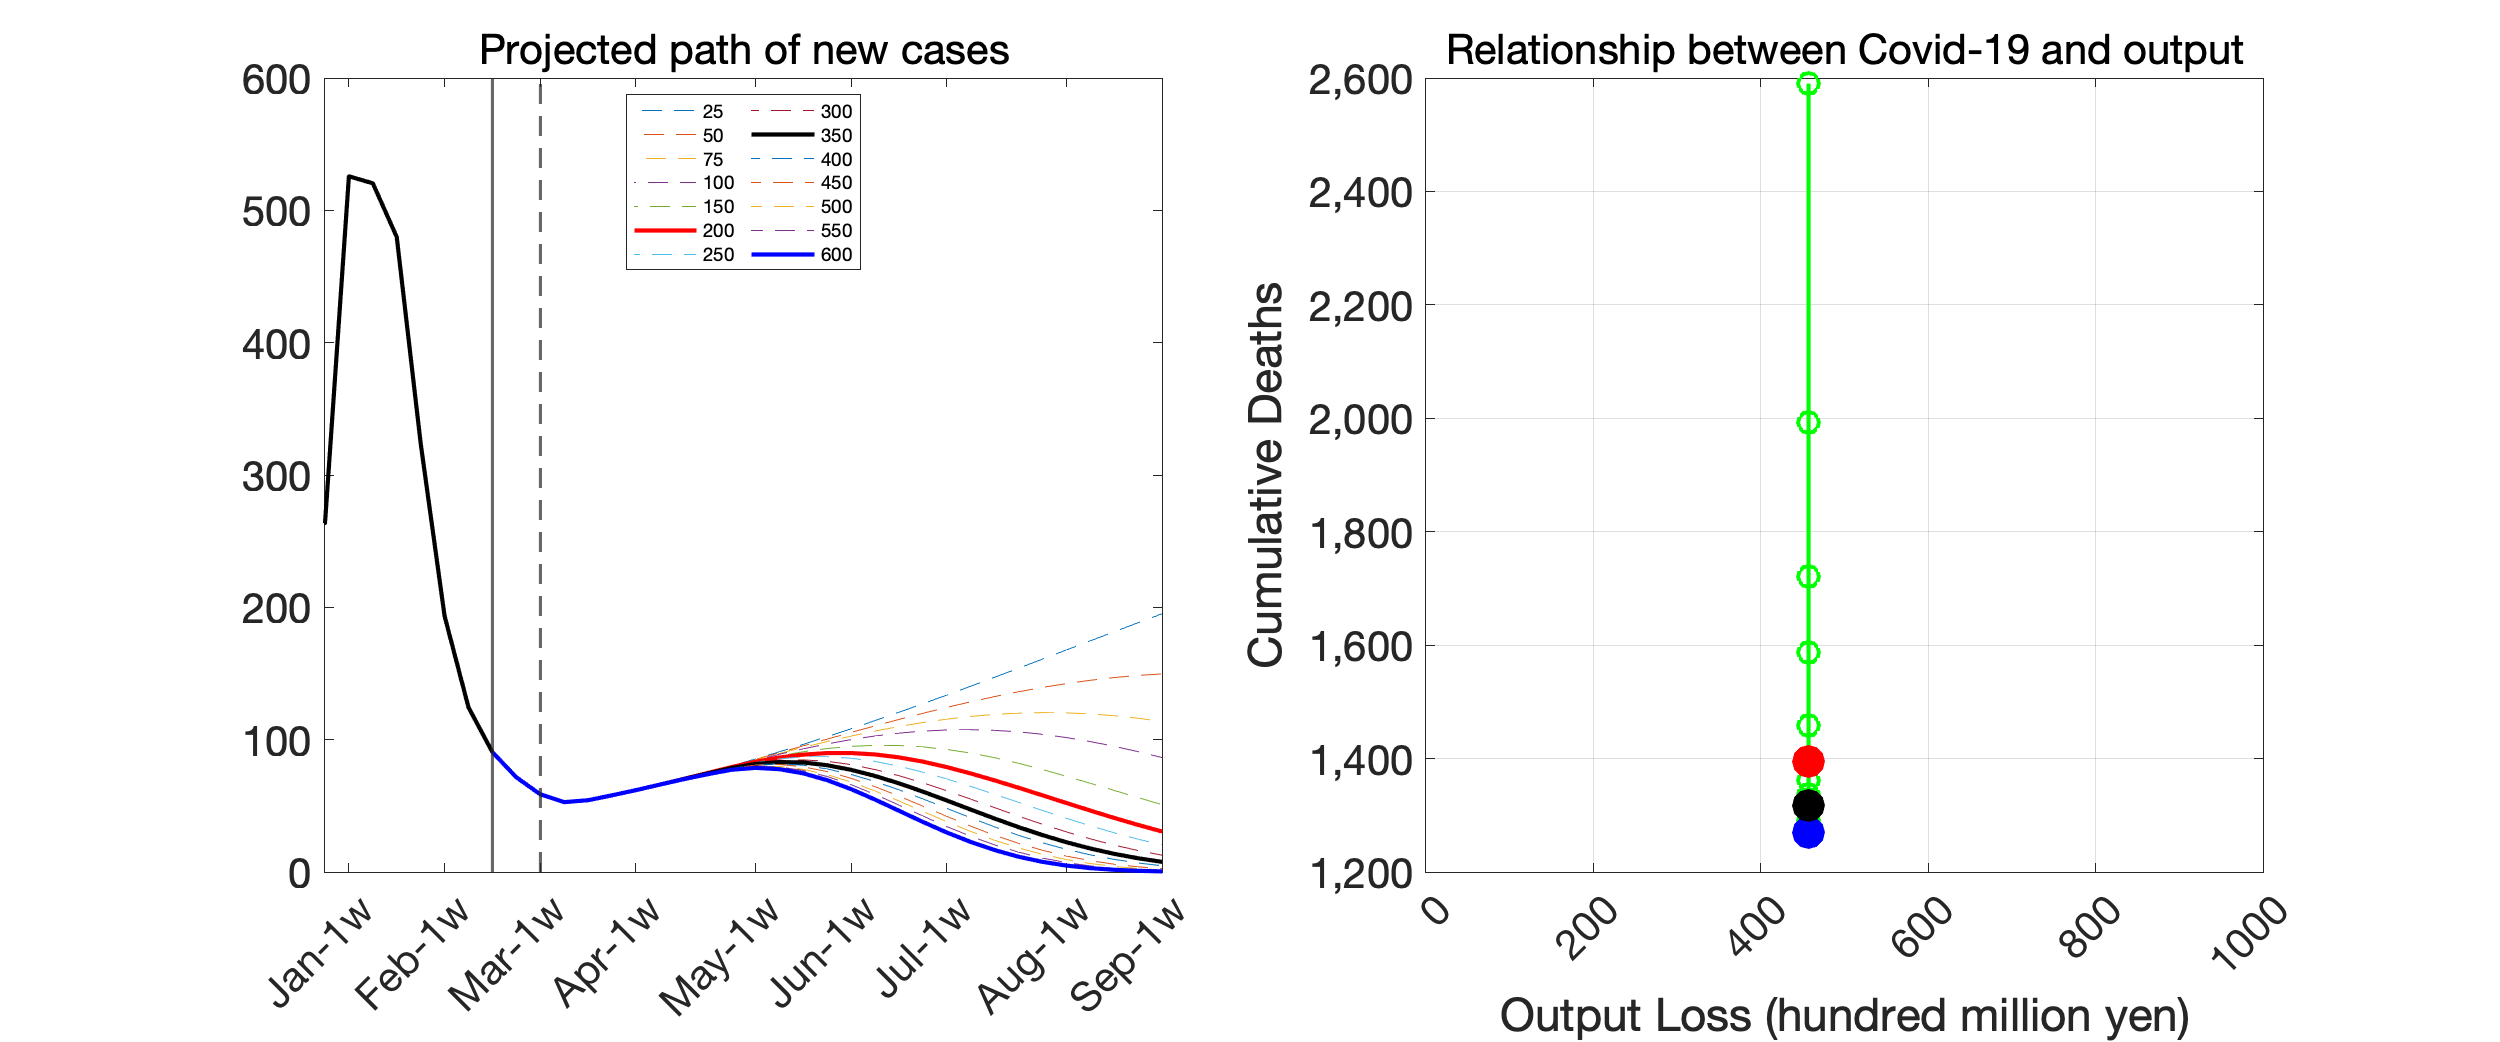 Projected path of new cases
600
500
400
300
200
100
0
25
50
75
100
150
200
250
300
350
400
450
500
550
600
Jan-1w
Feb-1w
Mar-1w
Apr-1w
May-1w
Jun-1w
Jul-1w
Aug-1w
Sep-1w
Relationship between Covid-19 and output
Cumulative Deaths
2,600
2,400
2,200
2,000
1,800
1,600
1,400
1,200
0
200
400
600
800
1000
Output Loss (hundred million yen)